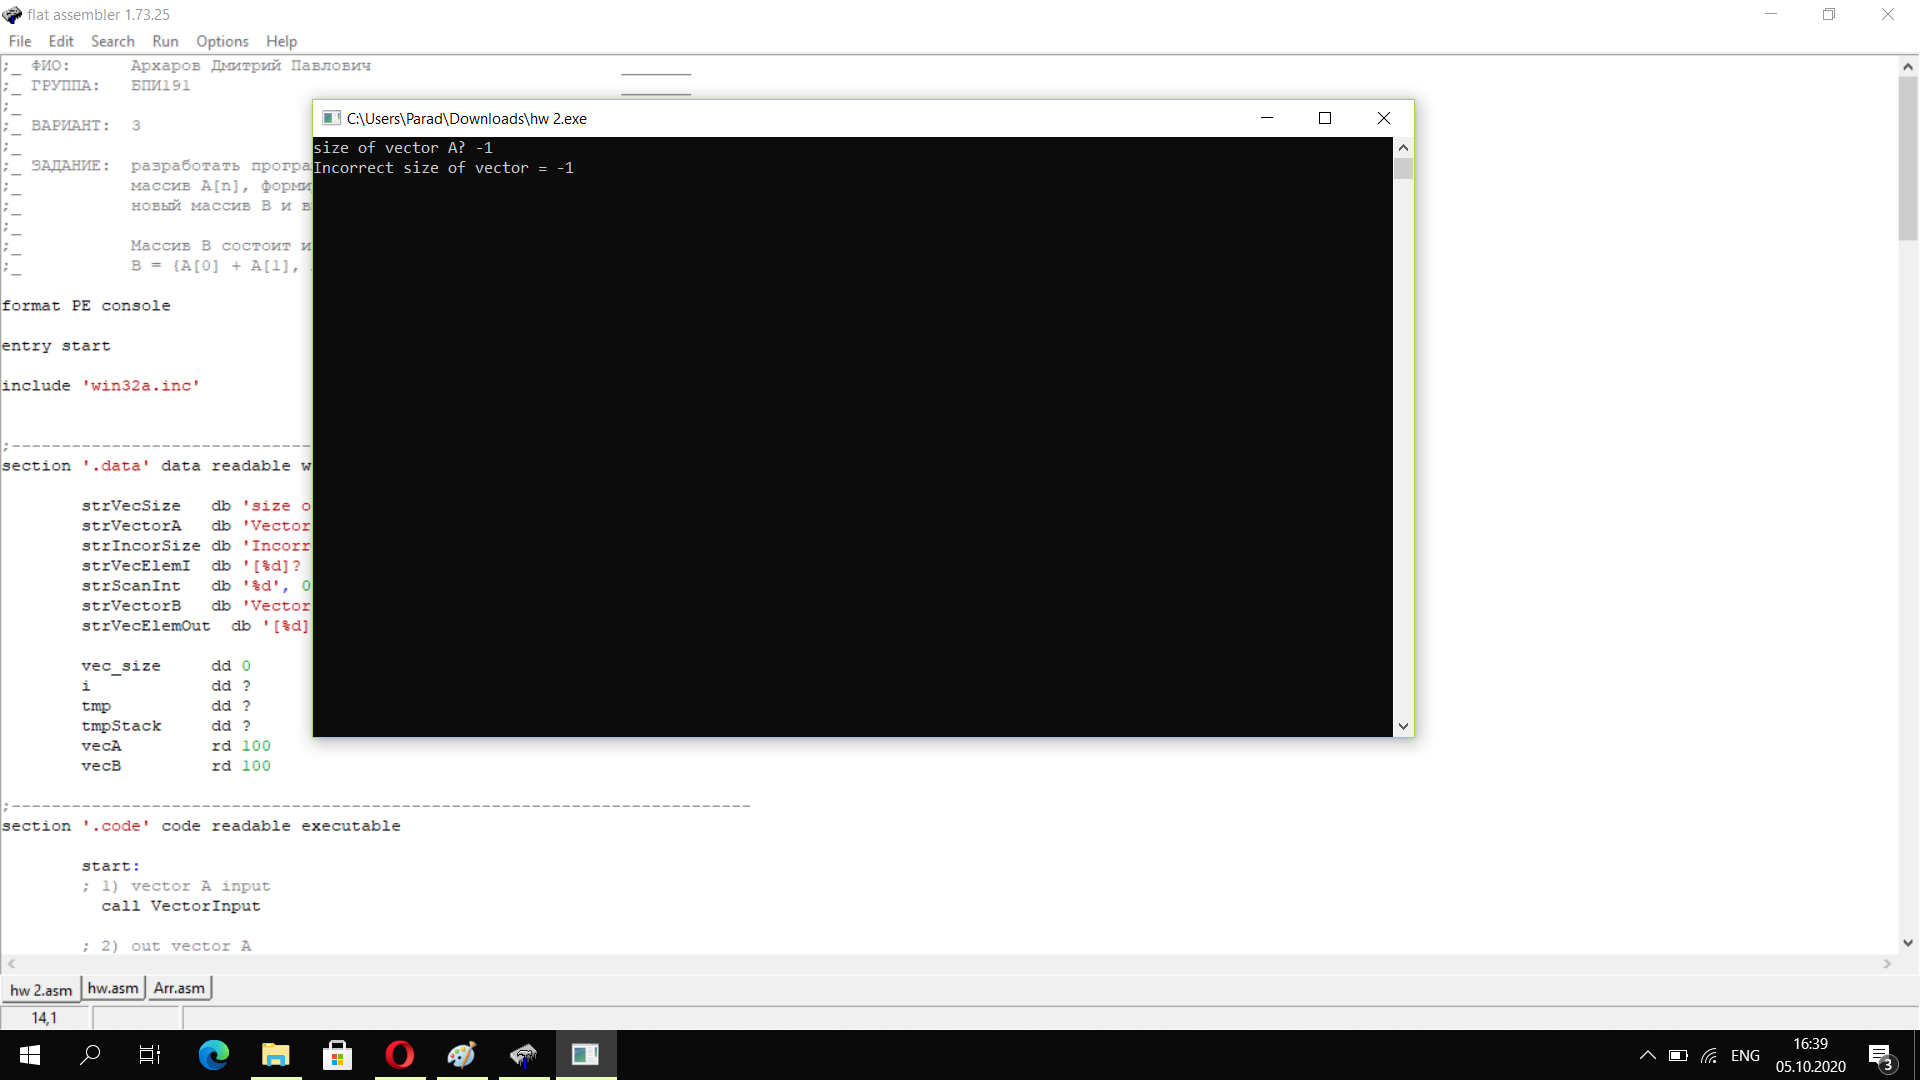 flat assembler 1.73.25
File Edit Search Run Options Help
;_ ФИО: Архаров Дмитрий Павлович
;_ ГРУППА: БПИ191
;_
;_ ВАРИАНТ: 3
;_
;_ ЗАДАНИЕ: разработать програ
;_ массив A[n], форми
;_ новый массив B и в
;_
;_ Массив B состоит и
;_ B = {A[0] + A[1],
format PE console
entry start
include 'win32a.inc'
;------------------------------
section '.data' data readable w
strVecSize db 'size o
strVectorA db 'Vector
strIncorSize db 'Incorr
strVecElemI db '[%d]?
strScanInt db '%d', 0
strVectorB db 'Vector
strVecElemOut db '[%d]
vec_size dd 0
i dd ?
tmp dd ?
tmpStack dd ?
vecA rd 100
vecB rd 100
;--------------------------------------------------------------------------
section '.code' code readable executable
start:
; 1) vector A input
call VectorInput
; 2) out vector A
C:\Users\Parad\Downloads\hw 2.exe
size of vector A? -1
Incorrect size of vector = -1
hw 2.asm hw.asm Arr.asm
14,1
ENG
16:39
05.10.2020
3